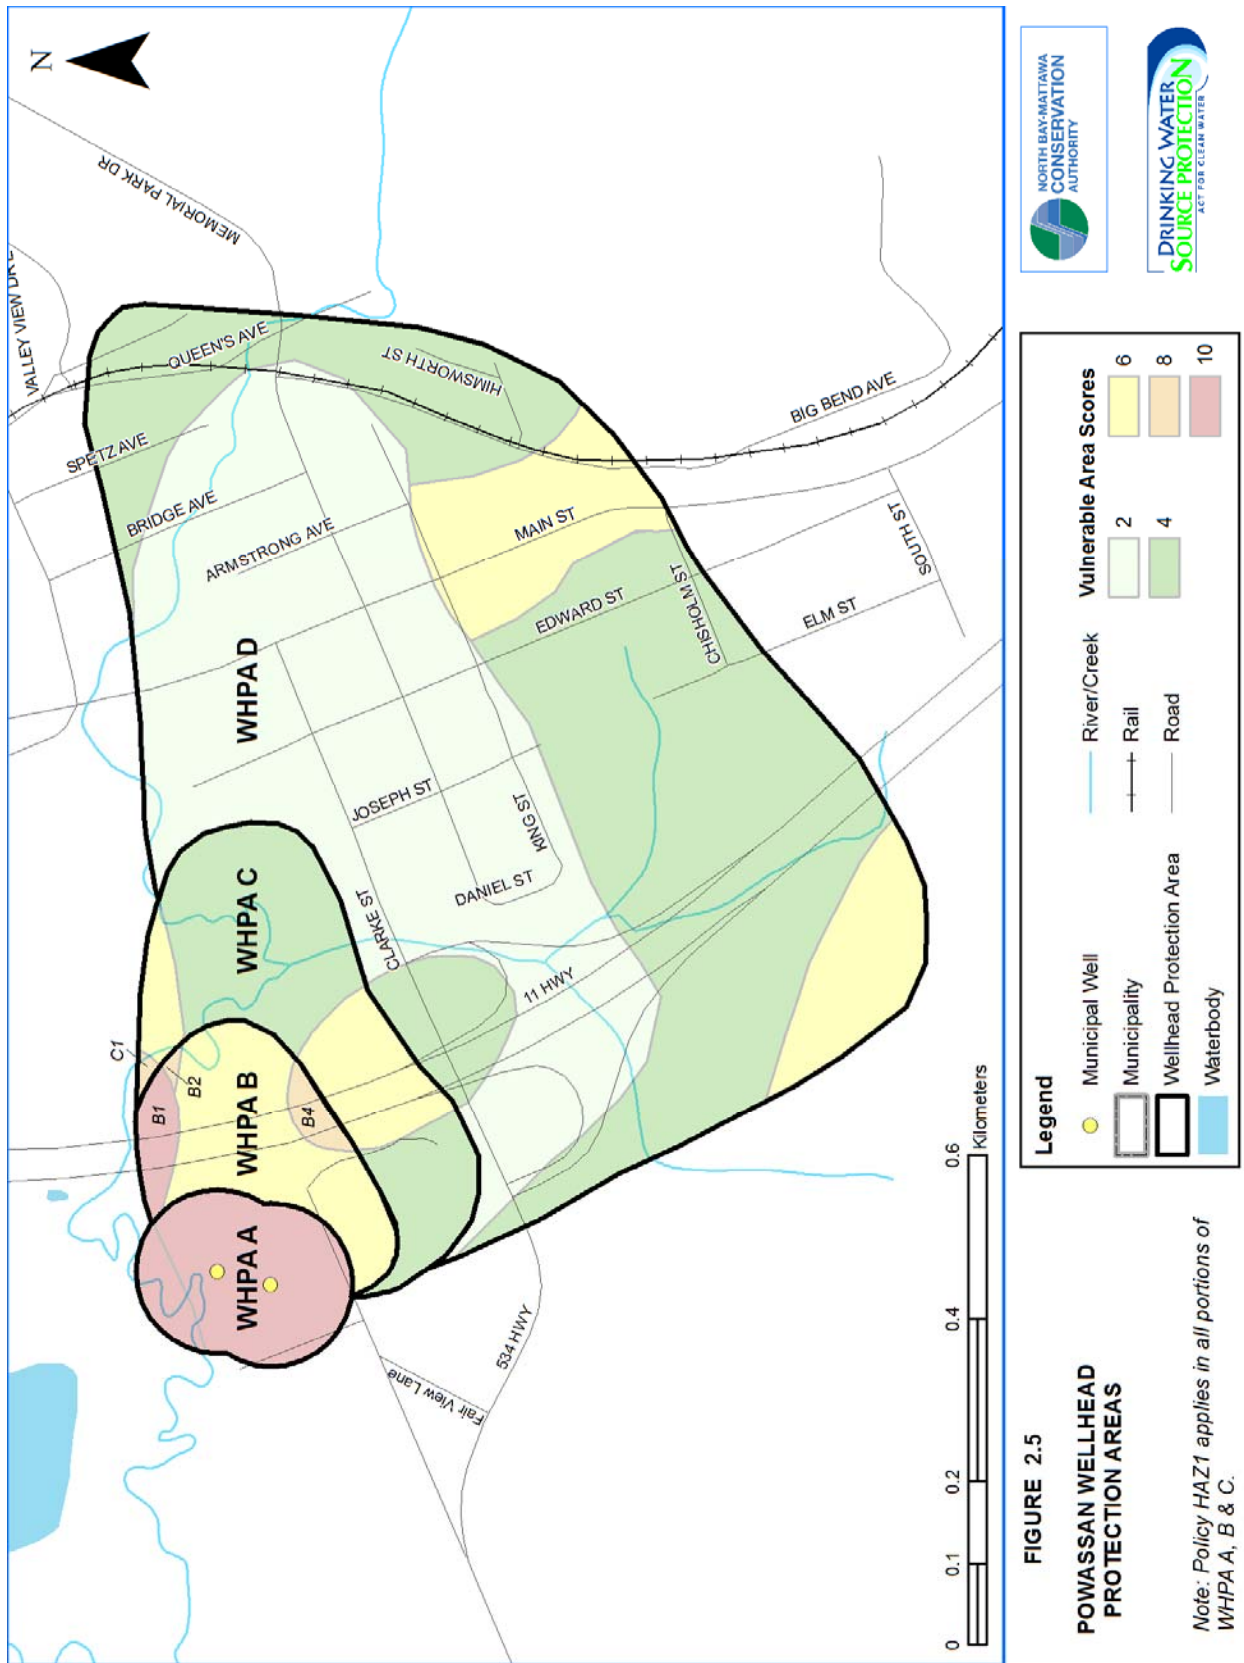 N
VALLEY VIEW DR E
MEMORIAL PARK DR
QUEEN'S AVE
SPETZ AVE
HIMSWORTH ST
BRIDGE AVE
ARMSTRONG AVE
MAIN ST
BIG BEND AVE
EDWARD ST
CHISHOLM ST
SOUTH ST
ELM ST
WHPA D
JOSEPH ST
KING ST
DANIEL ST
CLARKE ST
WHPA C
11 HWY
C1
B1
B2
WHPA B
B4
WHPA A
534 HWY
Fair View Lane
0 0.1 0.2 0.4 0.6
Kilometers
FIGURE 2.5
POWASSAN WELLHEAD
PROTECTION AREAS
Note: Policy HAZ1 applies in all portions of
WHPA A, B & C.
Legend
Municipal Well
Municipality
Wellhead Protection Area
Waterbody
River/Creek
Rail
Road
Vulnerable Area Scores
2
4
6
8
10
NORTH BAY-MATTAWA
CONSERVATION
AUTHORITY
DRINKING WATER
SOURCE PROTECTION
ACT FOR CLEAN WATER